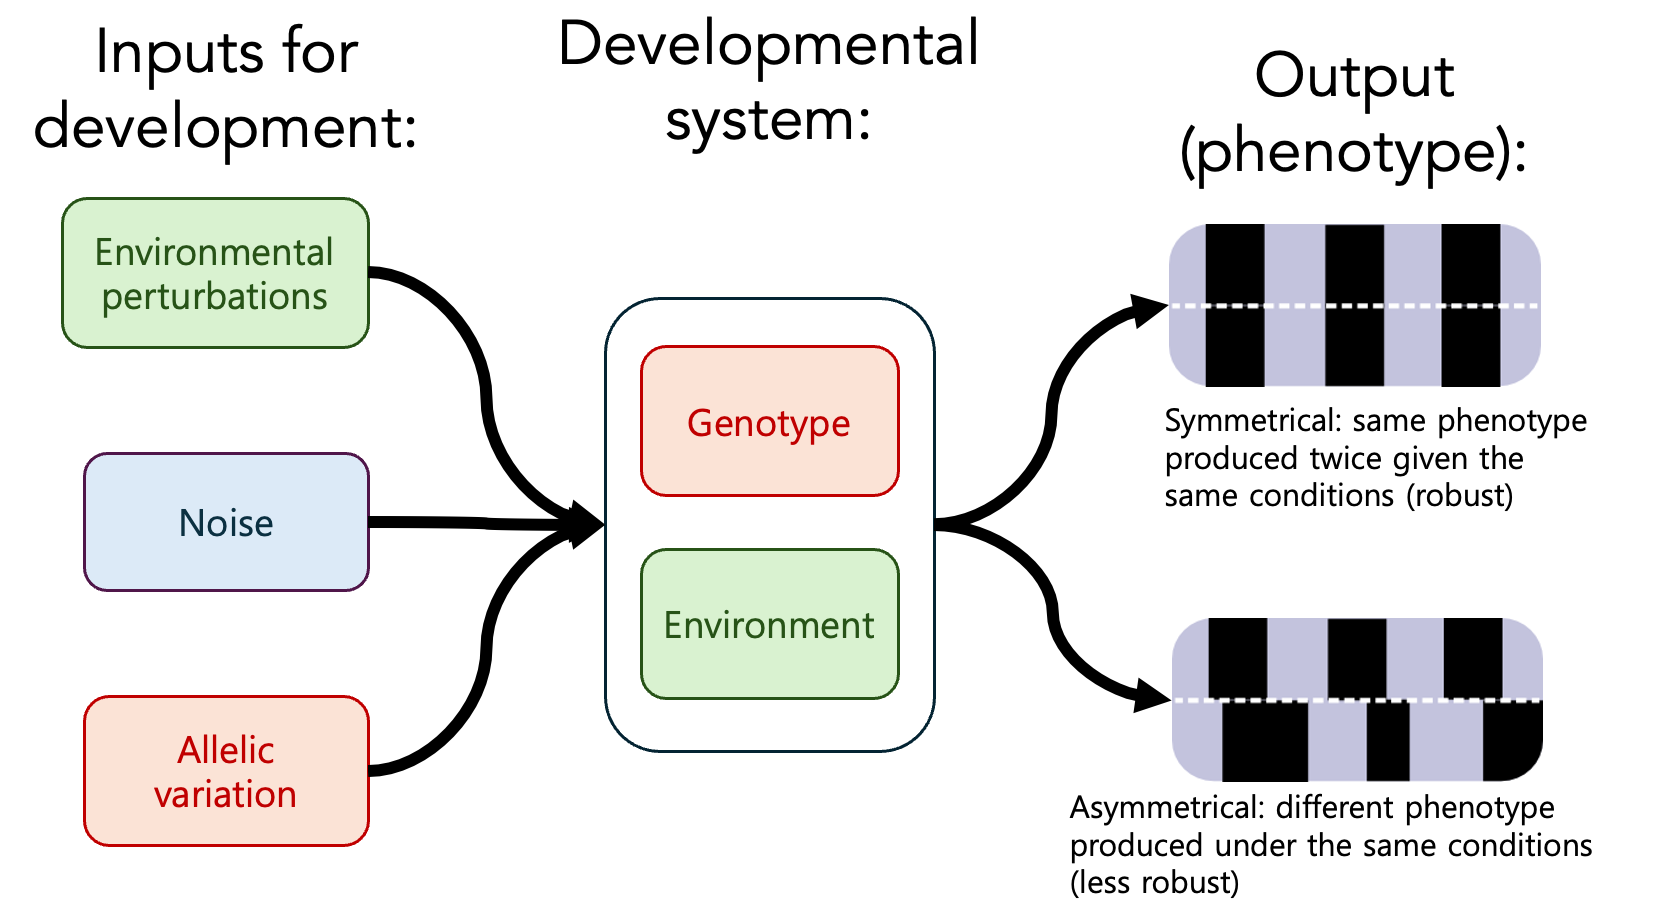 Inputs for
development:
Environmental
perturbations
Noise
Allelic
variation
Developmental
system:
Genotype
Environment
Output
(phenotype):
Symmetrical: same phenotype
produced twice given the
same conditions (robust)
Asymmetrical: different phenotype
produced under the same conditions
(less robust)